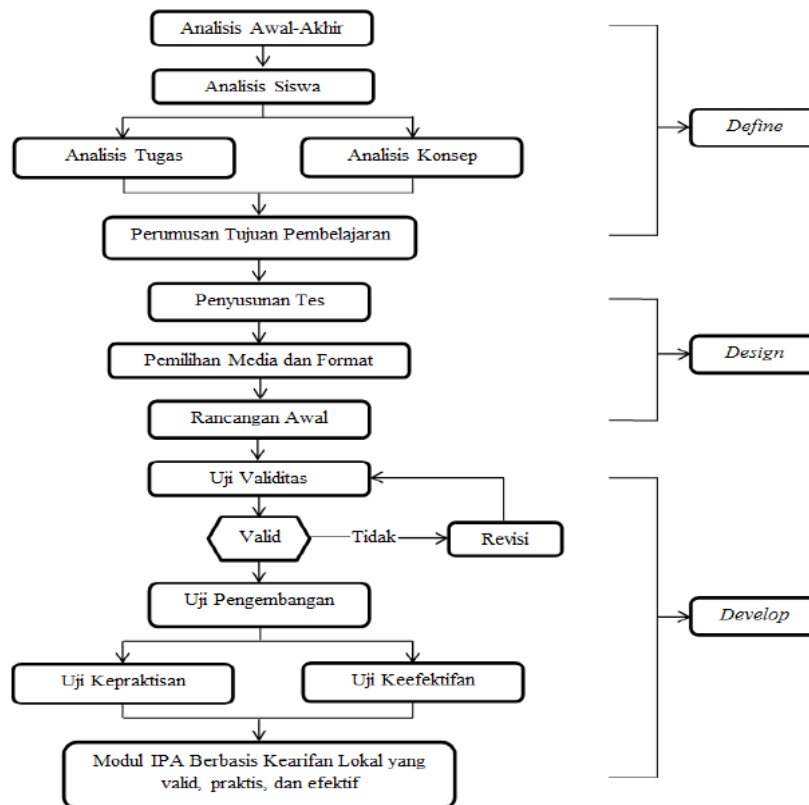 Analisis Awal-Akhir
Analisis Siswa
Analisis Tugas
Analisis Konsep
Define
Perumusan Tujuan Pembelajaran
Penyusunan Tes
Pemilihan Media dan Format
Design
Rancangan Awal
Uji Validitas
Valid
Tidak
Revisi
Uji Pengembangan
Develop
Uji Kepraktisan
Uji Keefektifan
Modul IPA Berbasis Kearifan Lokal yang
valid, praktis, dan efektif